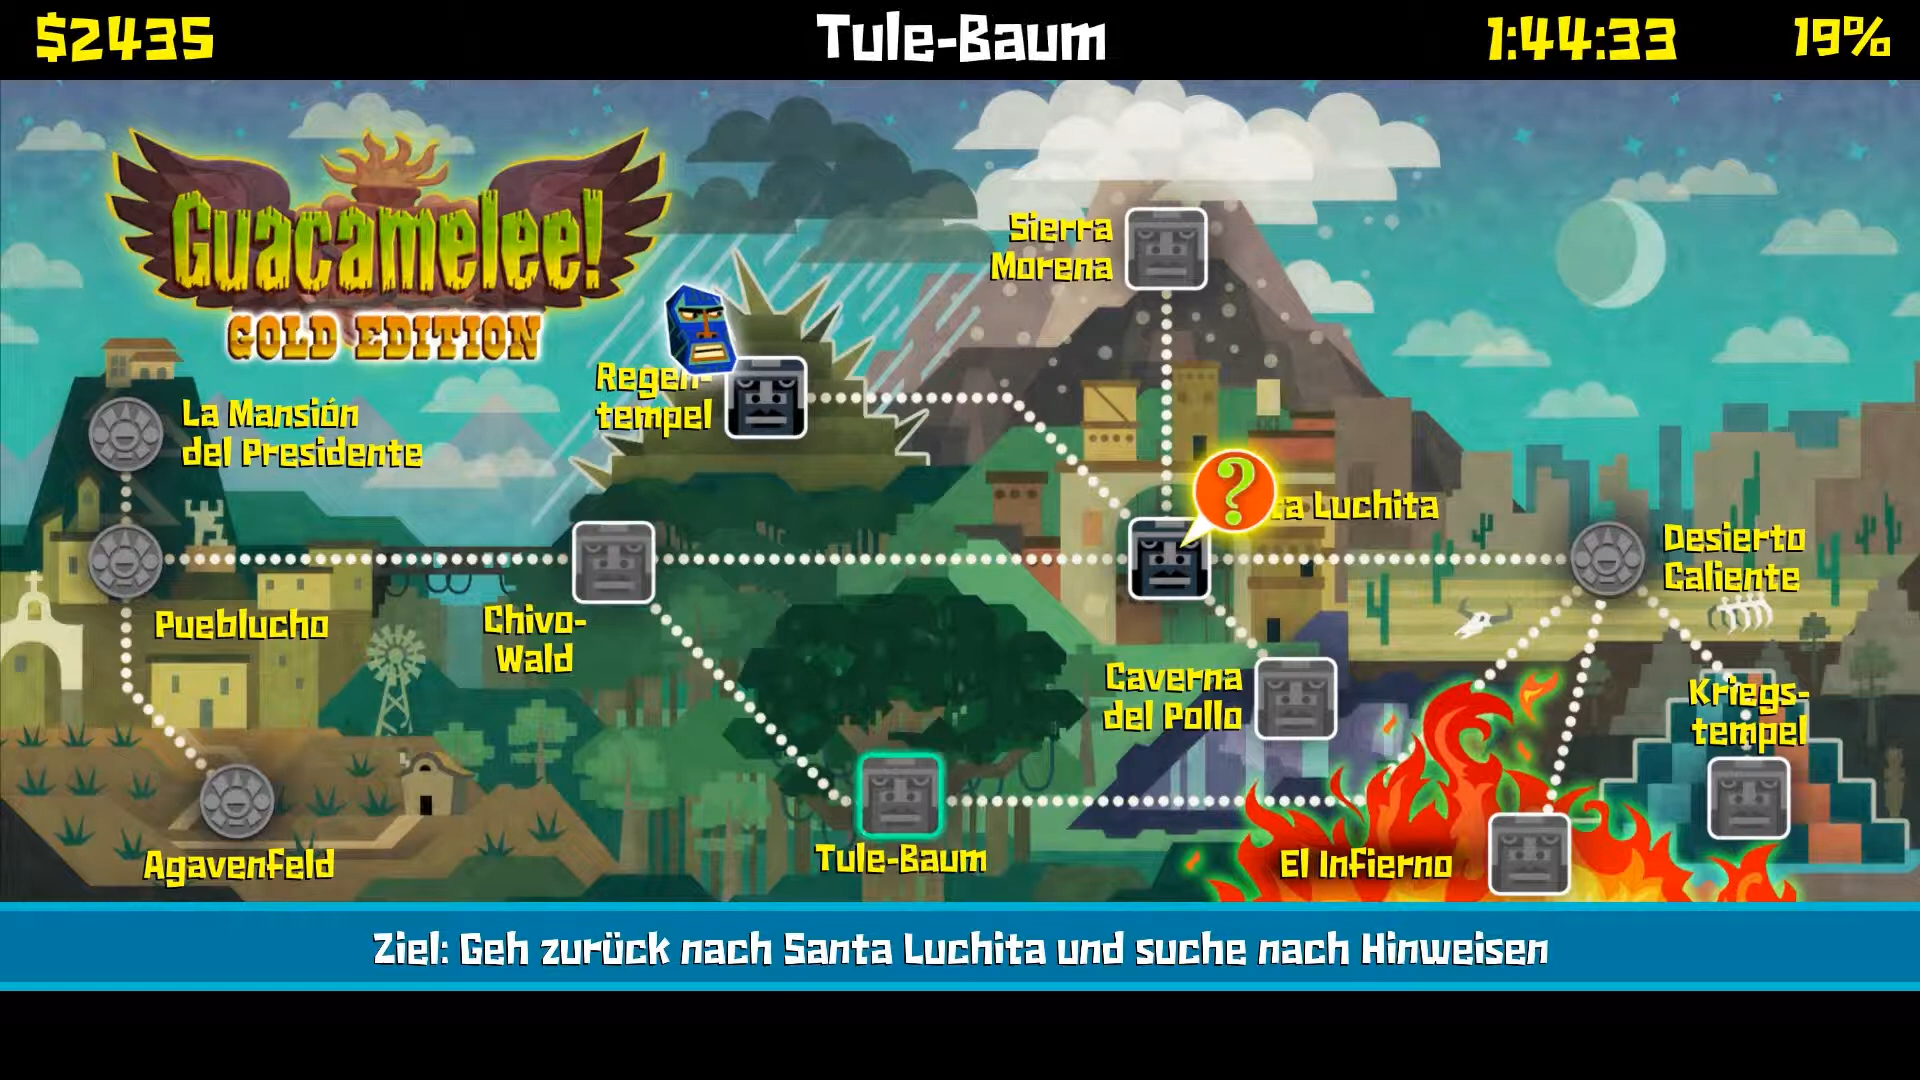 $2435
Tule-Baum
1:44:33
19%
Guacamelee!
GOLD EDITION
Sierra
Morena
Regen-
tempel
La Mansión
del Presidente
ta Luchita
?
Desierto
Caliente
Pueblucho
Chivo-
Wald
Caverna
del Pollo
Kriegs-
tempel
Agavenfeld
Tule-Baum
El Infierno
Ziel: Geh zurück nach Santa Luchita und suche nach Hinweisen